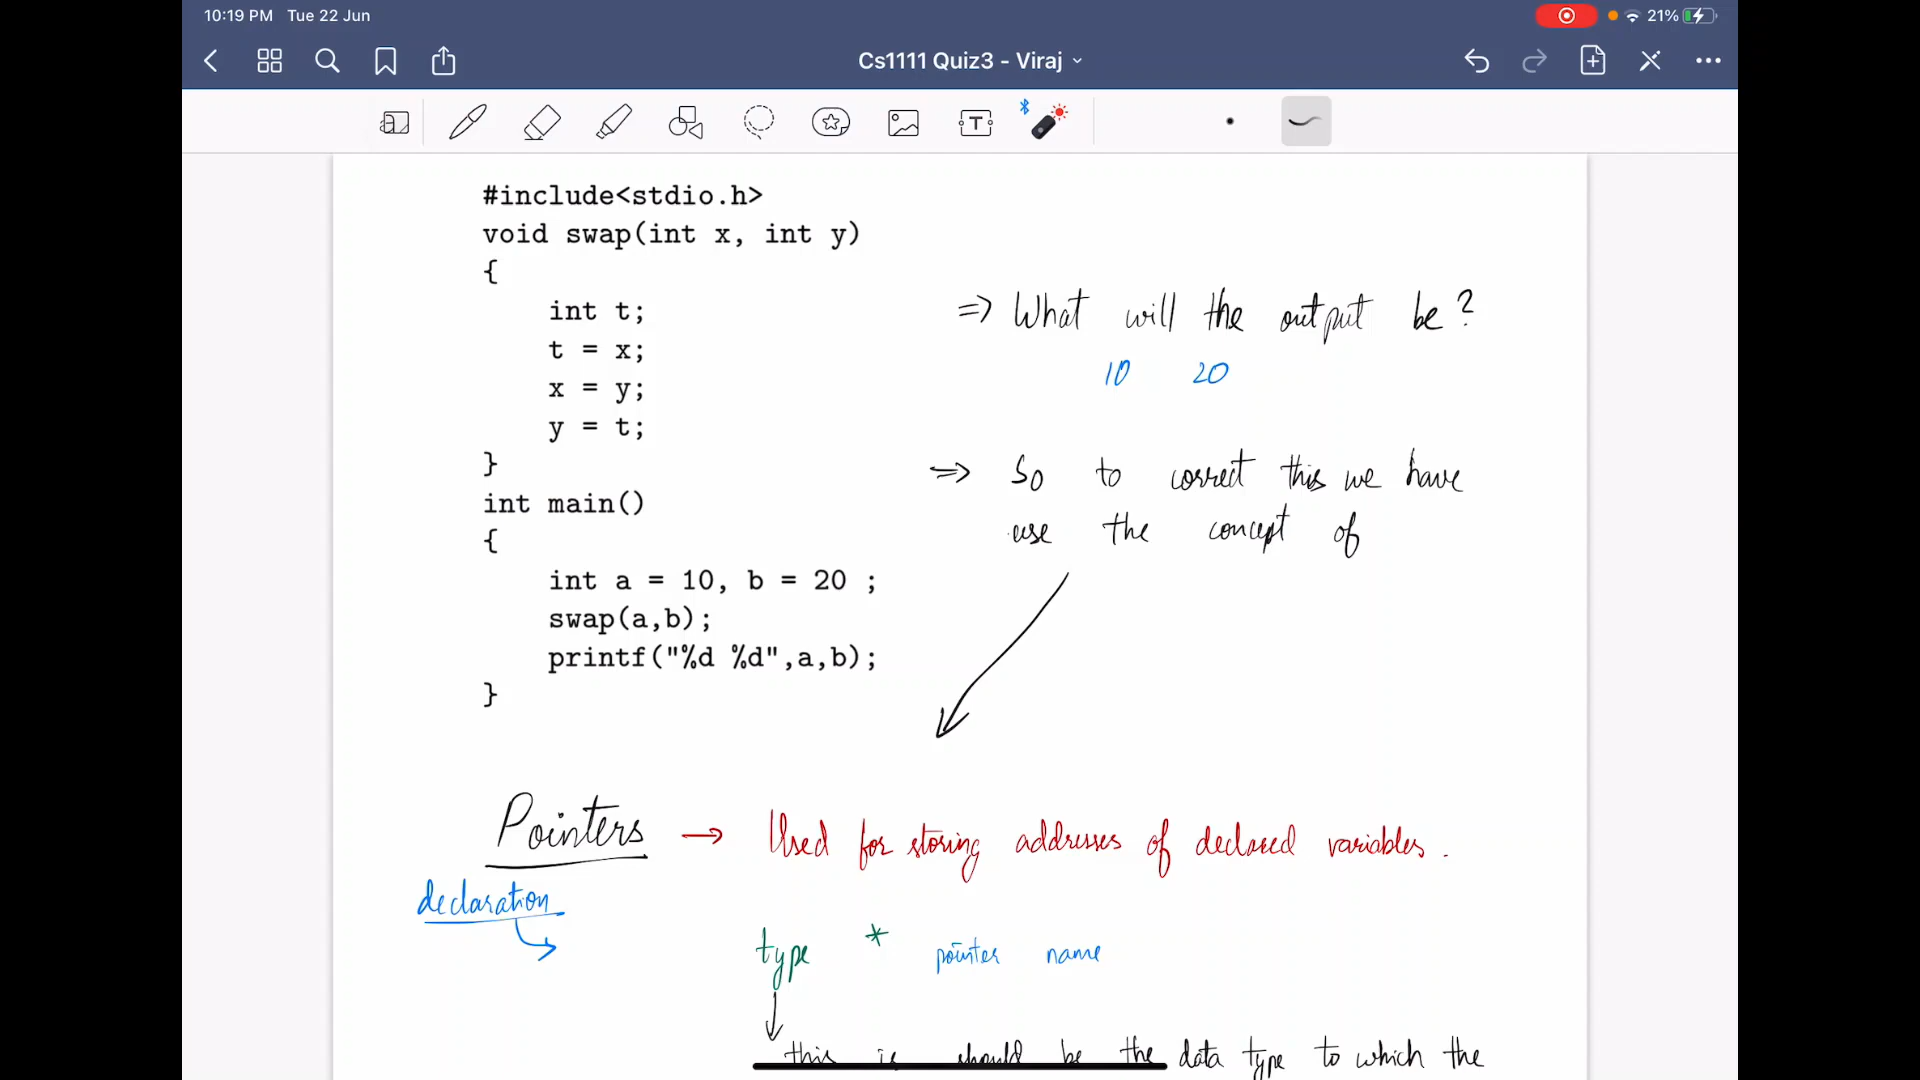 10:19 PM Tue 22 Jun
21%
Cs1111 Quiz3 - Viraj
#include<stdio.h>
void swap(int x, int y)
{
int t;
t = x;
x = y;
y = t;
}
int main()
{
int a = 10, b = 20 ;
swap(a,b);
printf("%d %d",a,b);
}
=> What will the output be?
10 20
=> So to correct this we have
use the concept of
Pointers → Used for storing addresses of declared variables.
declaration
type * pointer name
this is should be the data type to which the